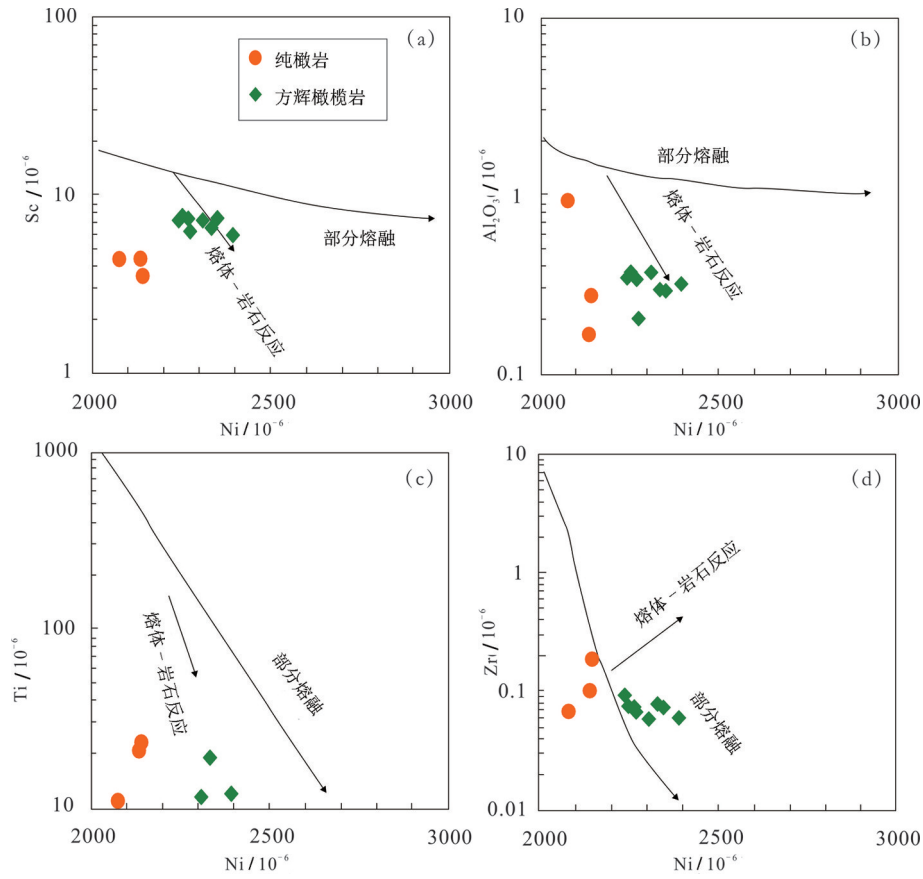 100
(a)
纯橄岩
方辉橄榄岩
Sc / 10⁻⁶
10
部分熔融
熔体-岩石反应
1
2000
2500
3000
Ni / 10⁻⁶
10
(b)
部分熔融
Al₂O₃ / 10⁻⁶
1
熔体-岩石反应
0.1
2000
2500
3000
Ni / 10⁻⁶
1000
(c)
Ti / 10⁻⁶
100
熔体-岩石反应
部分熔融
10
2000
2500
3000
Ni / 10⁻⁶
10
(d)
1
熔体-岩石反应
Zr / 10⁻⁶
0.1
部分熔融
0.01
2000
2500
3000
Ni / 10⁻⁶